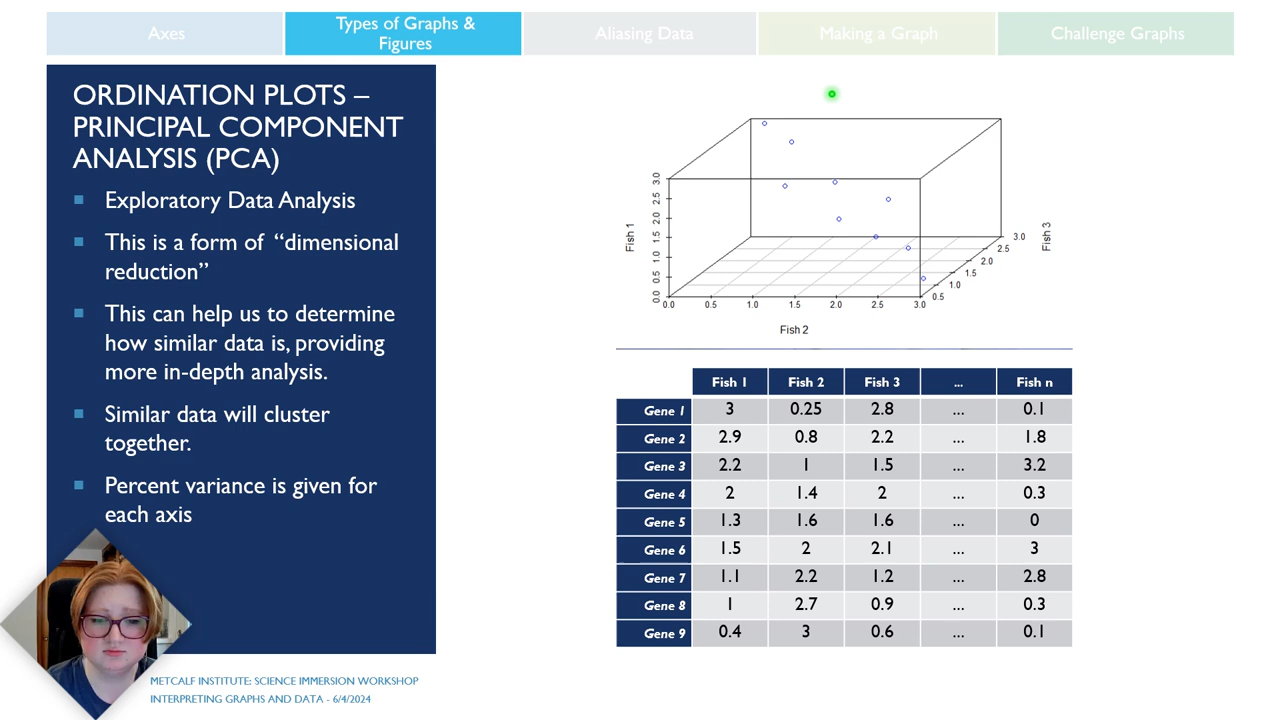 Axes
Types of Graphs &
Figures
Aliasing Data
Making a Graph
Challenge Graphs
ORDINATION PLOTS –
PRINCIPAL COMPONENT
ANALYSIS (PCA)
Exploratory Data Analysis
This is a form of “dimensional
reduction”
This can help us to determine
how similar data is, providing
more in-depth analysis.
Similar data will cluster
together.
Percent variance is given for
each axis
METCALF INSTITUTE: SCIENCE IMMERSION WORKSHOP
INTERPRETING GRAPHS AND DATA - 6/4/2024
Fish 1
3.0
2.5
2.0
1.5
1.0
0.5
0.0
0.0 0.5 1.0 1.5 2.0 2.5 3.0
Fish 2
3.0
2.5
2.0
1.5
1.0
0.5
Fish 3
Fish 1 Fish 2 Fish 3 ... Fish n
Gene 1 3 0.25 2.8 ... 0.1
Gene 2 2.9 0.8 2.2 ... 1.8
Gene 3 2.2 1 1.5 ... 3.2
Gene 4 2 1.4 2 ... 0.3
Gene 5 1.3 1.6 1.6 ... 0
Gene 6 1.5 2 2.1 ... 3
Gene 7 1.1 2.2 1.2 ... 2.8
Gene 8 1 2.7 0.9 ... 0.3
Gene 9 0.4 3 0.6 ... 0.1